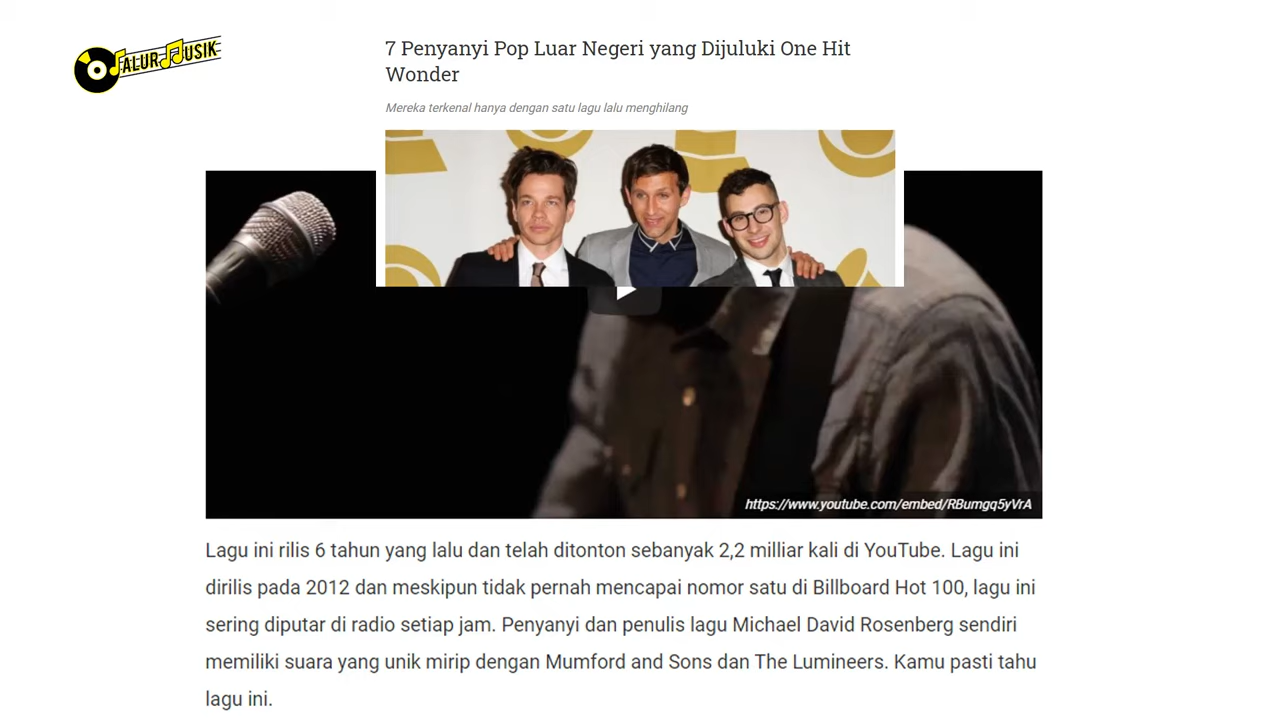 ALUR MUSIK
7 Penyanyi Pop Luar Negeri yang Dijuluki One Hit
Wonder
Mereka terkenal hanya dengan satu lagu lalu menghilang
https://www.youtube.com/embed/RBumgq5yVrA
Lagu ini rilis 6 tahun yang lalu dan telah ditonton sebanyak 2,2 milliar kali di YouTube. Lagu ini
dirilis pada 2012 dan meskipun tidak pernah mencapai nomor satu di Billboard Hot 100, lagu ini
sering diputar di radio setiap jam. Penyanyi dan penulis lagu Michael David Rosenberg sendiri
memiliki suara yang unik mirip dengan Mumford and Sons dan The Lumineers. Kamu pasti tahu
lagu ini.